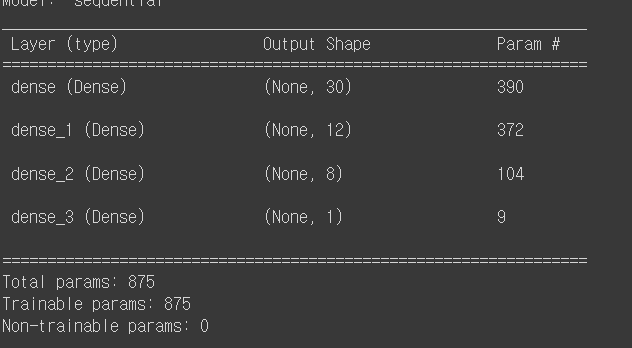 Model: "sequential"
Layer (type) Output Shape Param #
=================================================================
dense (Dense) (None, 30) 390
dense_1 (Dense) (None, 12) 372
dense_2 (Dense) (None, 8) 104
dense_3 (Dense) (None, 1) 9
=================================================================
Total params: 875
Trainable params: 875
Non-trainable params: 0